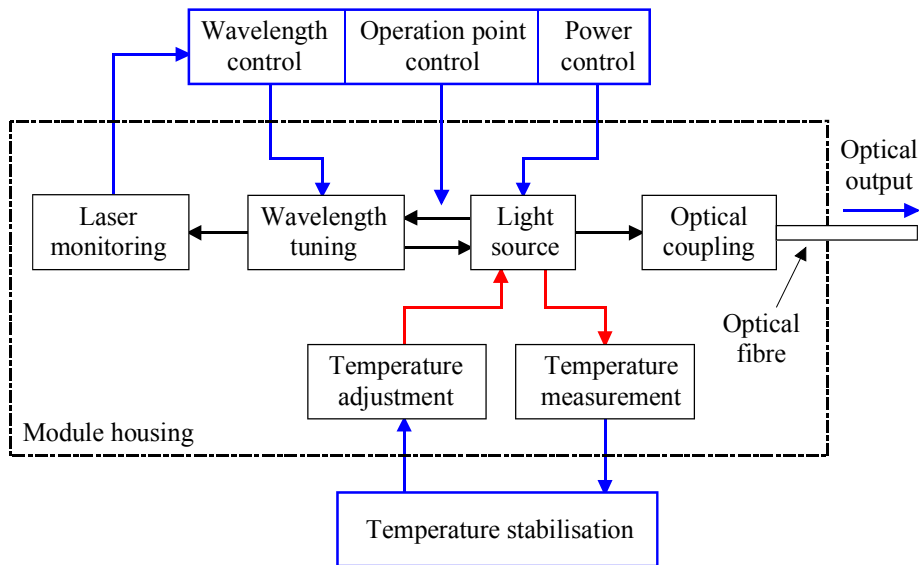 Wavelength
control
Operation point
control
Power
control
Optical
output
Laser
monitoring
Wavelength
tuning
Light
source
Optical
coupling
Optical
fibre
Temperature
adjustment
Temperature
measurement
Module housing
Temperature stabilisation